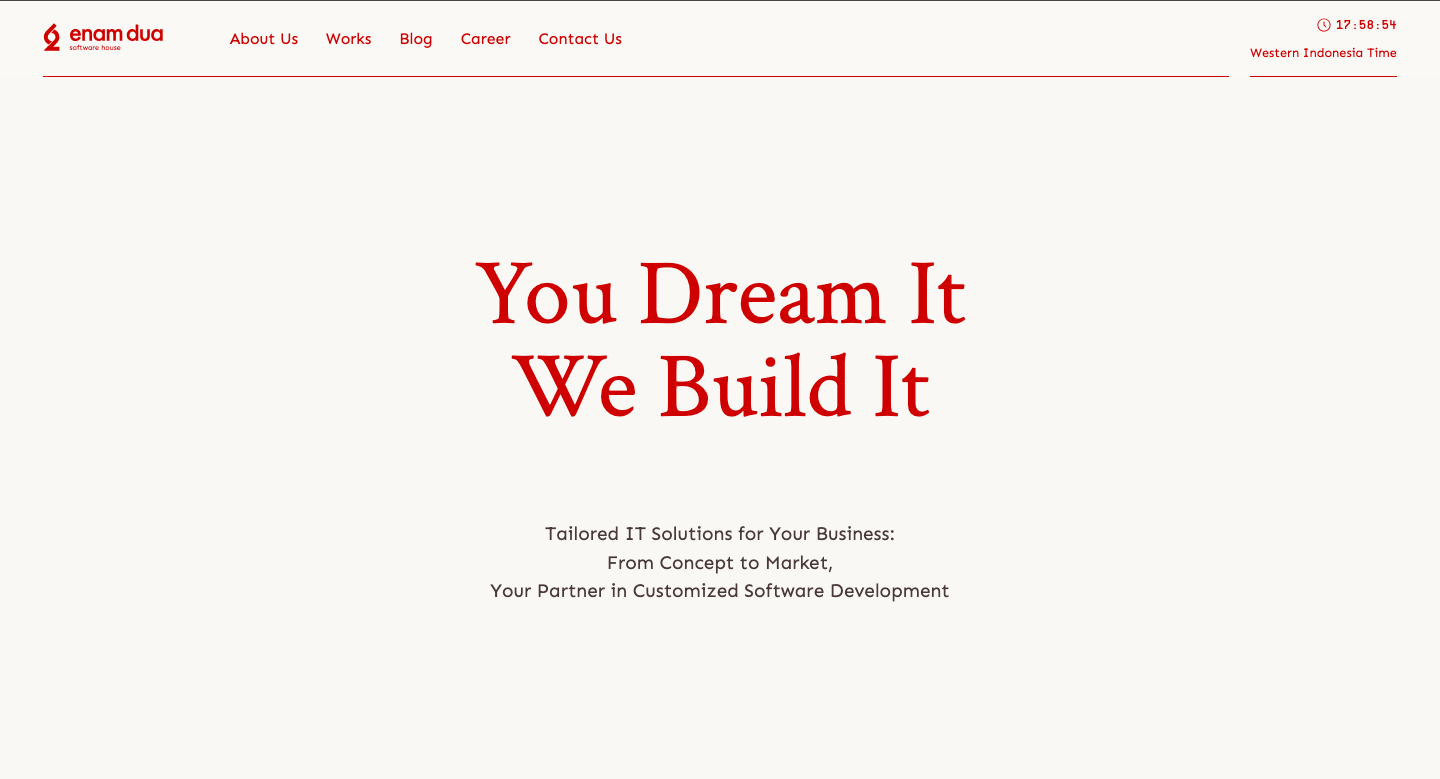 enam dua
software house
About Us
Works
Blog
Career
Contact Us
17:58:54
Western Indonesia Time
You Dream It
We Build It
Tailored IT Solutions for Your Business:
From Concept to Market,
Your Partner in Customized Software Development